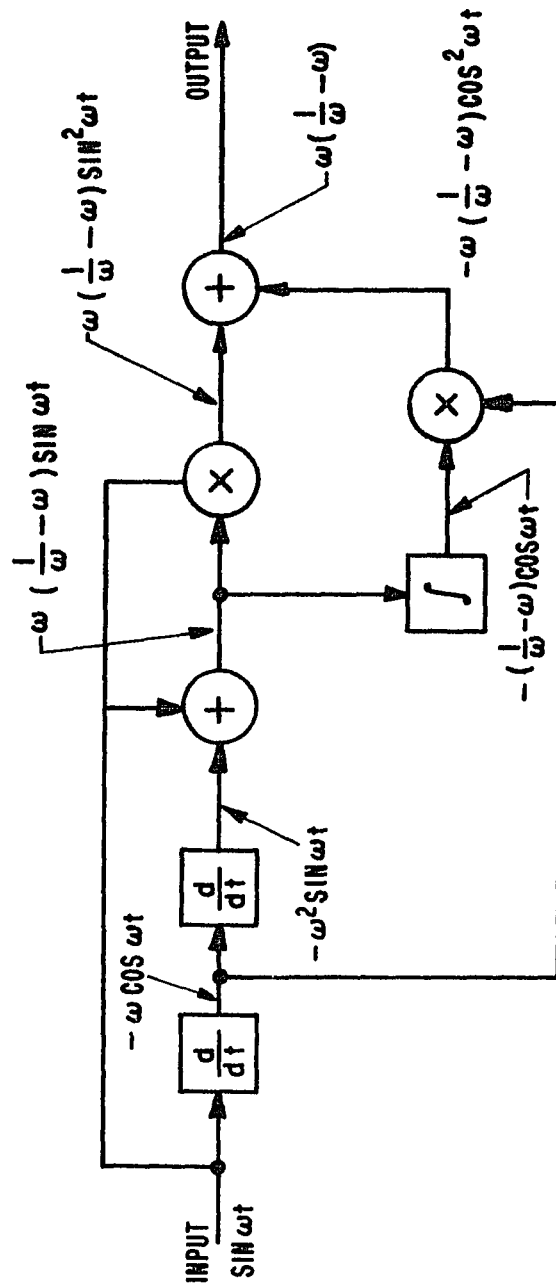 INPUT
SIN ωt
d
dt
-ω COS ωt
d
dt
-ω² SIN ωt
+
-ω (1/ω - ω) SIN ωt
×
-ω (1/ω - ω) SIN² ωt
+
OUTPUT
-ω (1/ω - ω)
∫
-(1/ω - ω) COS ωt
×
-ω (1/ω - ω) COS² ωt